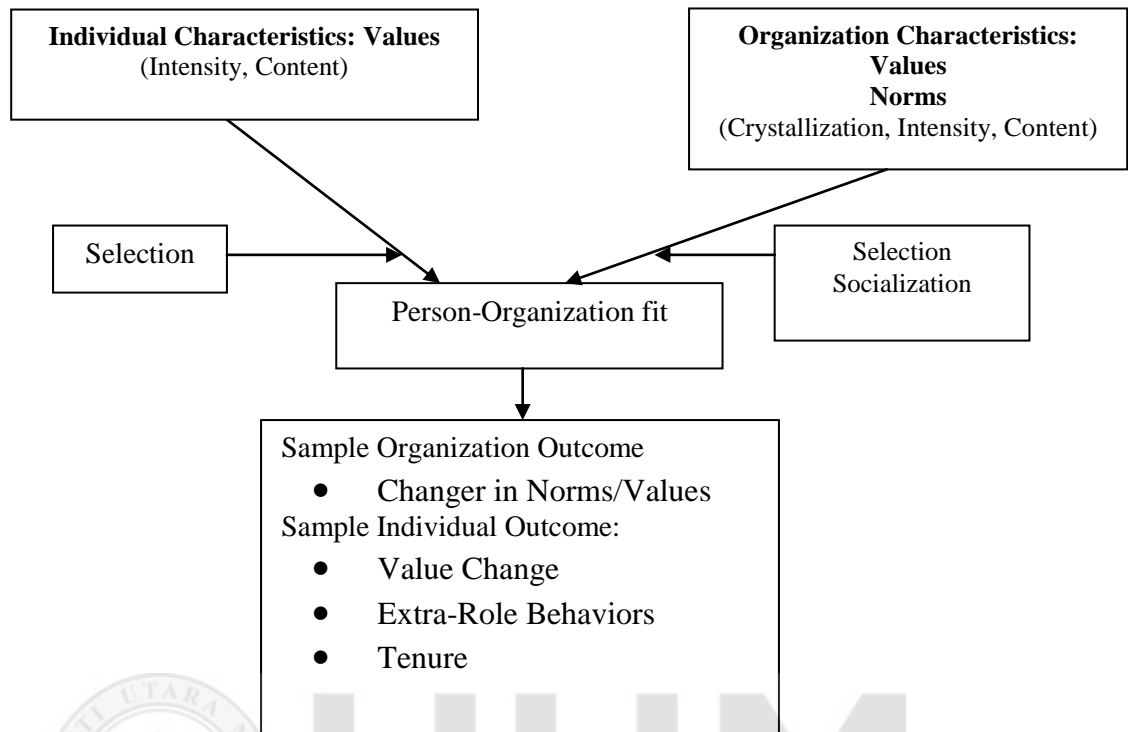 Individual Characteristics: Values
(Intensity, Content)
Organization Characteristics:
Values
Norms
(Crystallization, Intensity, Content)
Selection
Selection
Socialization
Person-Organization fit
Sample Organization Outcome
● Changer in Norms/Values
Sample Individual Outcome:
● Value Change
● Extra-Role Behaviors
● Tenure
UTARA